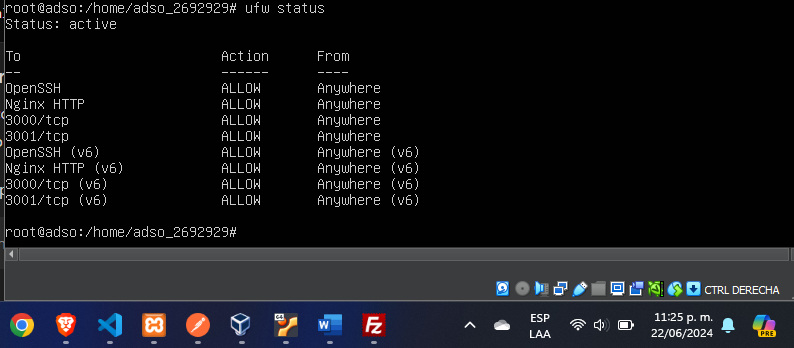 root@adso:/home/adso_2692929# ufw status
Status: active
To Action From
-- ------ ----
OpenSSH ALLOW Anywhere
Nginx HTTP ALLOW Anywhere
3000/tcp ALLOW Anywhere
3001/tcp ALLOW Anywhere
OpenSSH (v6) ALLOW Anywhere (v6)
Nginx HTTP (v6) ALLOW Anywhere (v6)
3000/tcp (v6) ALLOW Anywhere (v6)
3001/tcp (v6) ALLOW Anywhere (v6)
root@adso:/home/adso_2692929#
CTRL DERECHA
ESP
LAA
11:25 p. m.
22/06/2024
PRE